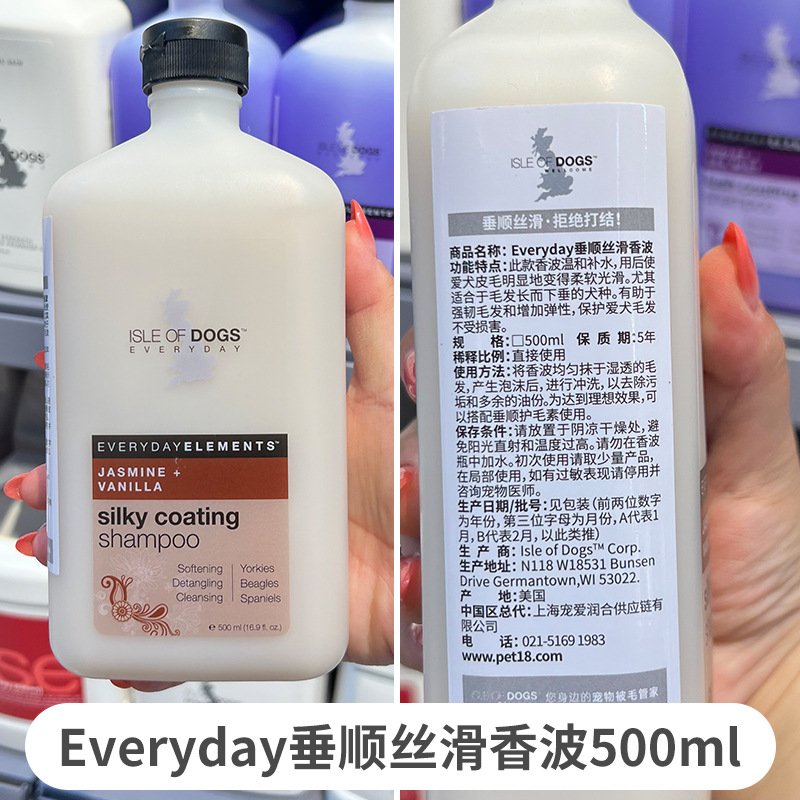 ISLE OF DOGS™
EVERYDAY
EVERYDAYELEMENTS™
JASMINE +
VANILLA
silky coating
shampoo
Softening
Detangling
Cleansing
Yorkies
Beagles
Spaniels
℮ 500 ml (16.9 fl. oz.)
ISLE OF DOGS™
WELLCOME
垂顺丝滑·拒绝打结!
商品名称: Everyday垂顺丝滑香波
功能特点:此款香波温和补水,用后使
爱犬皮毛明显地变得柔软光滑。尤其
适合于毛发长而下垂的犬种。有助于
强韧毛发和增加弹性,保护爱犬毛发
不受损害。
规 格:□500ml 保 质 期:5年
稀释比例:直接使用
使用方法:将香波均匀抹于湿透的毛
发,产生泡沫后,进行冲洗,以去除污
垢和多余的油份。为达到理想效果,可
以搭配垂顺护毛素使用。
保存条件:请放置于阴凉干燥处,避
免阳光直射和温度过高。请勿在香波
瓶中加水。初次使用请取少量产品,
在局部使用,如有过敏表现请停用并
咨询宠物医师。
生产日期/批号:见包装(前两位数字
为年份,第三位字母为月份,A代表1
月,B代表2月,以此类推)
生 产 商: Isle of Dogs™ Corp.
生产地址: N118 W18531 Bunsen
Drive Germantown,WI 53022.
产 地:美国
中国区总代:上海宠爱润合供应链有
限公司
电 话: 021-5169 1983
www.pet18.com
DOGS 您身边的宠物被毛管家
Everyday垂顺丝滑香波500ml